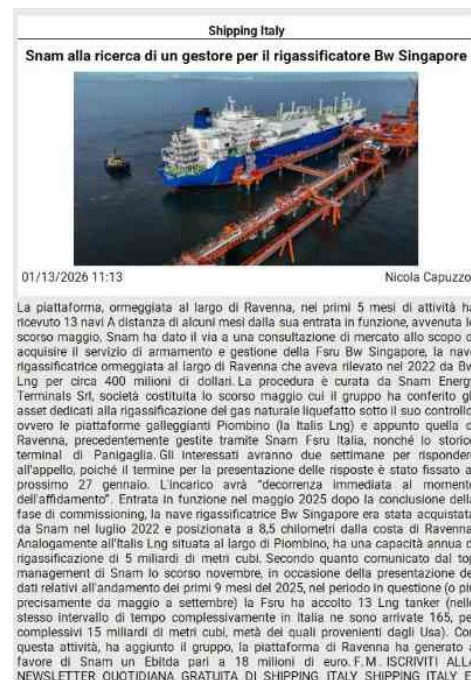 Shipping Italy
Snam alla ricerca di un gestore per il rigassificatore Bw Singapore
01/13/2026 11:13
Nicola Capuzzo
La piattaforma, ormeggiata al largo di Ravenna, nei primi 5 mesi di attività ha
ricevuto 13 navi A distanza di alcuni mesi dalla sua entrata in funzione, avvenuta lo
scorso maggio, Snam ha dato il via a una consultazione di mercato allo scopo di
acquisire il servizio di armamento e gestione della Fsru Bw Singapore, la nave
rigassificatrice ormeggiata al largo di Ravenna che aveva rilevato nel 2022 da Bw
Lng per circa 400 milioni di dollari. La procedura è curata da Snam Energy
Terminals Srl, società costituita lo scorso maggio cui il gruppo ha conferito gli
asset dedicati alla rigassificazione del gas naturale liquefatto sotto il suo controllo,
ovvero le piattaforme galleggianti Piombino (la Italis Lng) e appunto quella di
Ravenna, precedentemente gestite tramite Snam Fsru Italia, nonché lo storico
terminal di Panigaglia. Gli interessati avranno due settimane per rispondere
all'appello, poiché il termine per la presentazione delle risposte è stato fissato al
prossimo 27 gennaio. L'incarico avrà "decorrenza immediata al momento
dell'affidamento". Entrata in funzione nel maggio 2025 dopo la conclusione della
fase di commissioning, la nave rigassificatrice Bw Singapore era stata acquistata
da Snam nel luglio 2022 e posizionata a 8,5 chilometri dalla costa di Ravenna.
Analogamente all'Italis Lng situata al largo di Piombino, ha una capacità annua di
rigassificazione di 5 miliardi di metri cubi. Secondo quanto comunicato dal top
management di Snam lo scorso novembre, in occasione della presentazione dei
dati relativi all'andamento dei primi 9 mesi del 2025, nel periodo in questione (o più
precisamente da maggio a settembre) la Fsru ha accolto 13 Lng tanker (nello
stesso intervallo di tempo complessivamente in Italia ne sono arrivate 165, per
complessivi 15 miliardi di metri cubi, metà dei quali provenienti dagli Usa). Con
questa attività, ha aggiunto il gruppo, la piattaforma di Ravenna ha generato a
favore di Snam un Ebitda pari a 18 milioni di euro. F.M. ISCRIVITI ALLA
NEWSLETTER QUOTIDIANA GRATUITA DI SHIPPING ITALY SHIPPING ITALY E'